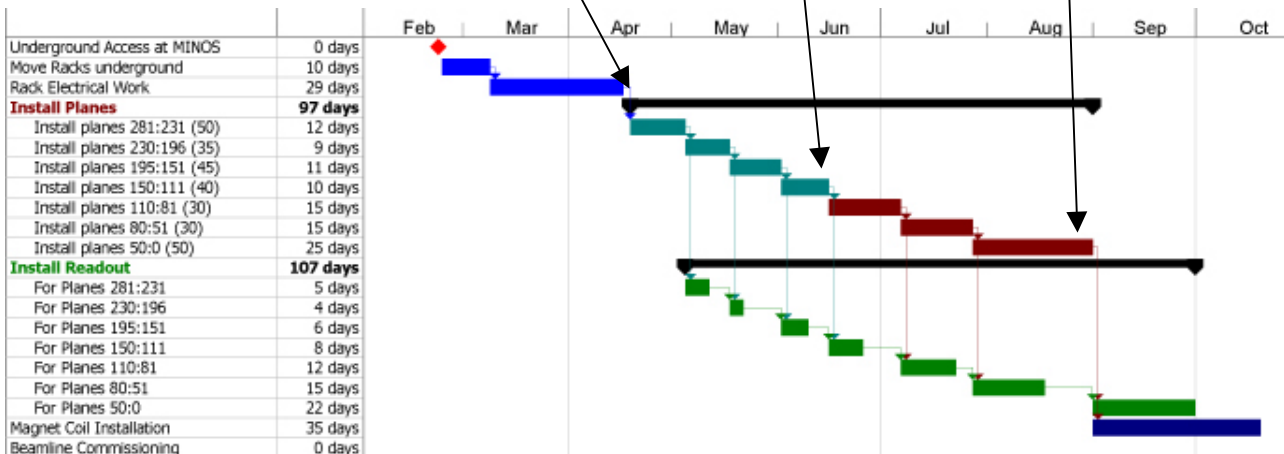 Feb Mar Apr May Jun Jul Aug Sep Oct
Underground Access at MINOS 0 days
Move Racks underground 10 days
Rack Electrical Work 29 days
Install Planes 97 days
Install planes 281:231 (50) 12 days
Install planes 230:196 (35) 9 days
Install planes 195:151 (45) 11 days
Install planes 150:111 (40) 10 days
Install planes 110:81 (30) 15 days
Install planes 80:51 (30) 15 days
Install planes 50:0 (50) 25 days
Install Readout 107 days
For Planes 281:231 5 days
For Planes 230:196 4 days
For Planes 195:151 6 days
For Planes 150:111 8 days
For Planes 110:81 12 days
For Planes 80:51 15 days
For Planes 50:0 22 days
Magnet Coil Installation 35 days
Beamline Commissioning 0 days